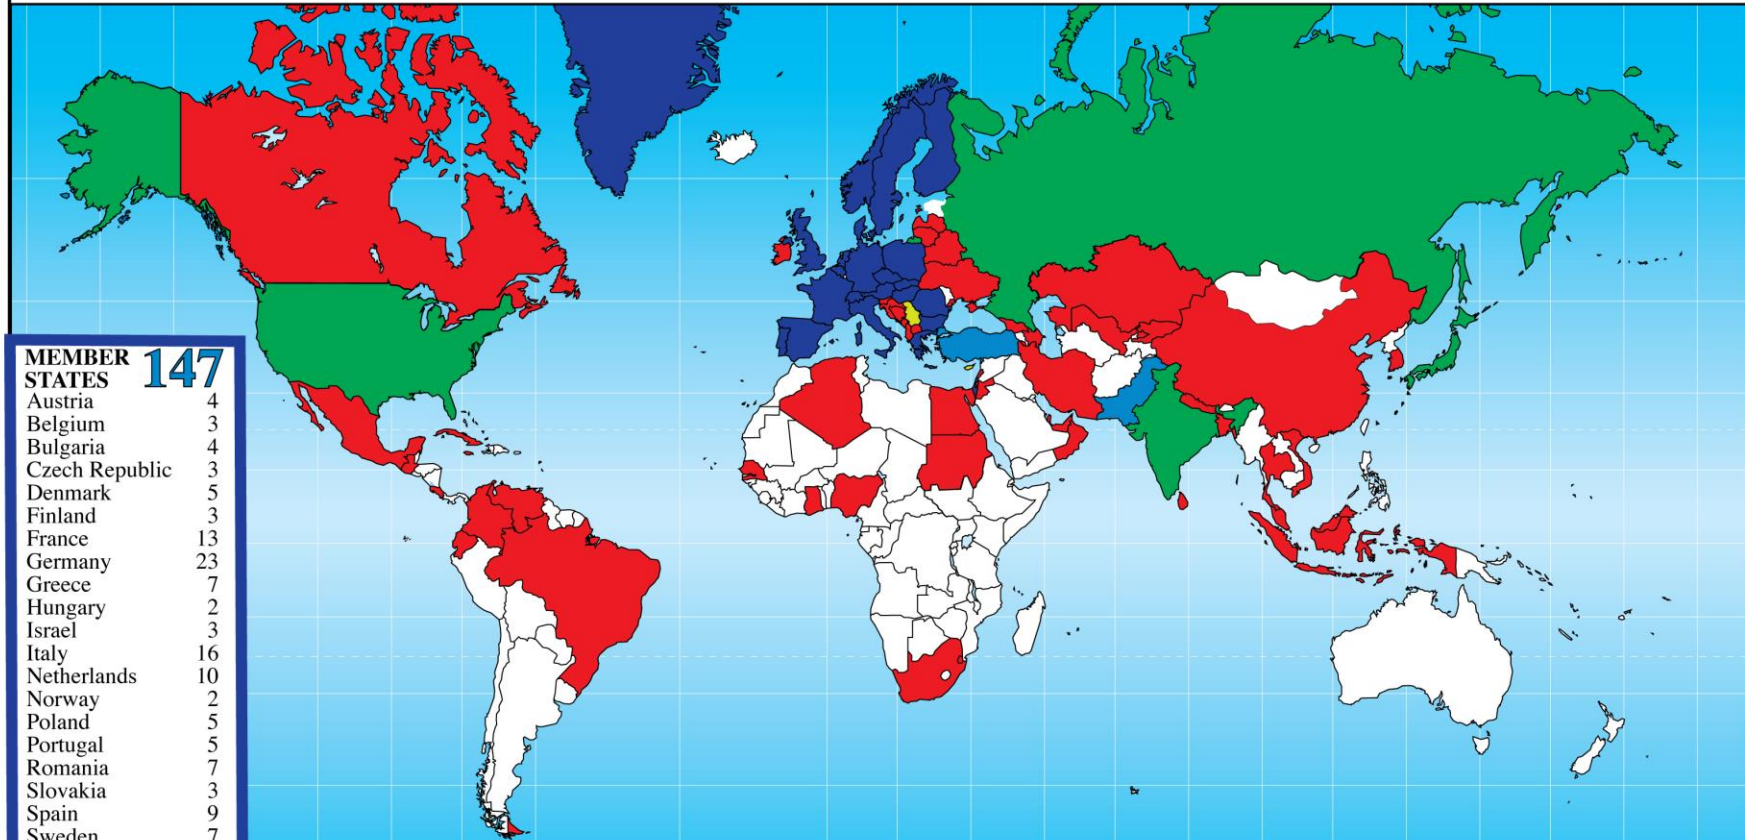 MEMBER STATES 147
Austria 4
Belgium 3
Bulgaria 4
Czech Republic 3
Denmark 5
Finland 3
France 13
Germany 23
Greece 7
Hungary 2
Israel 3
Italy 16
Netherlands 10
Norway 2
Poland 5
Portugal 5
Romania 7
Slovakia 3
Spain 9
Sweden 7